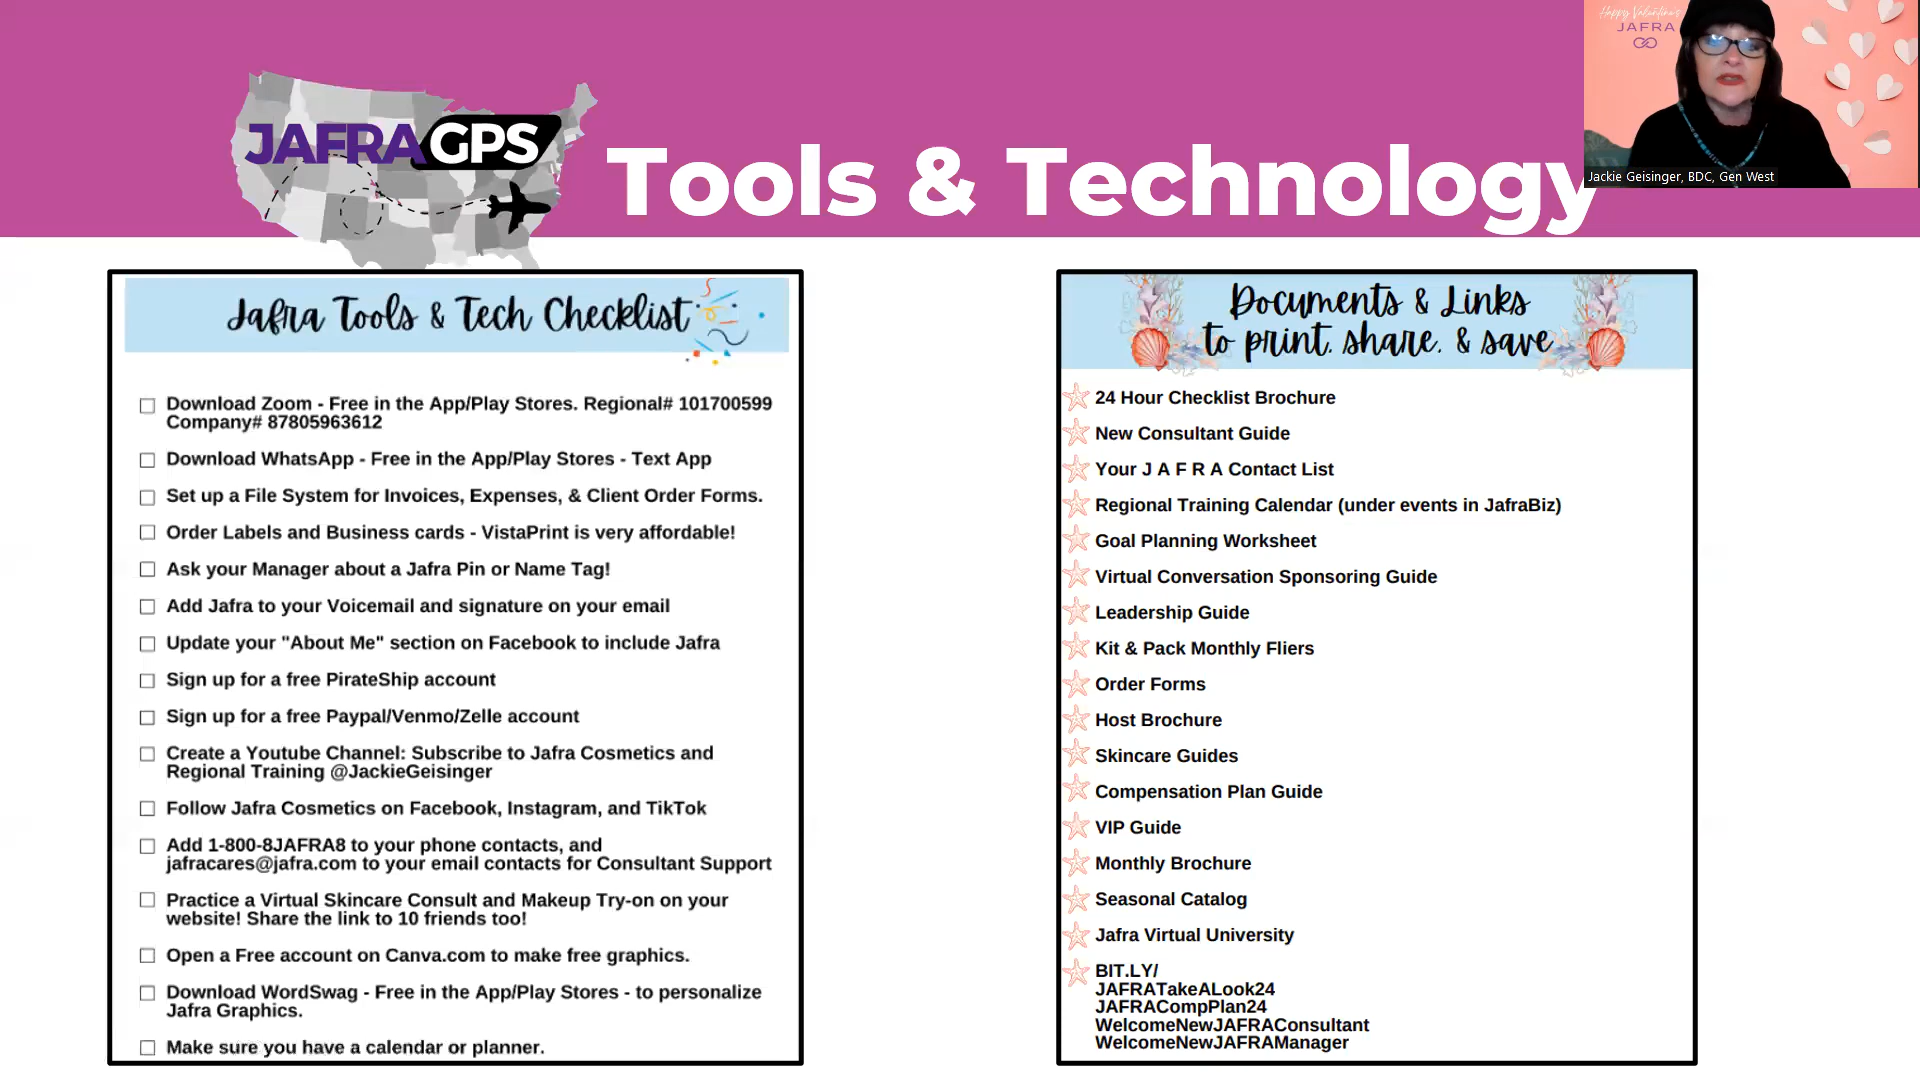 Happy Valentine's
JAFRA
Jackie Geisinger, BDC, Gen West
JAFRA GPS
Tools & Technology
Jafra Tools & Tech Checklist
Download Zoom - Free in the App/Play Stores. Regional# 101700599
Company# 87805963612
Download WhatsApp - Free in the App/Play Stores - Text App
Set up a File System for Invoices, Expenses, & Client Order Forms.
Order Labels and Business cards - VistaPrint is very affordable!
Ask your Manager about a Jafra Pin or Name Tag!
Add Jafra to your Voicemail and signature on your email
Update your "About Me" section on Facebook to include Jafra
Sign up for a free PirateShip account
Sign up for a free Paypal/Venmo/Zelle account
Create a Youtube Channel: Subscribe to Jafra Cosmetics and
Regional Training @JackieGeisinger
Follow Jafra Cosmetics on Facebook, Instagram, and TikTok
Add 1-800-8JAFRA8 to your phone contacts, and
jafracares@jafra.com to your email contacts for Consultant Support
Practice a Virtual Skincare Consult and Makeup Try-on on your
website! Share the link to 10 friends too!
Open a Free account on Canva.com to make free graphics.
Download WordSwag - Free in the App/Play Stores - to personalize
Jafra Graphics.
Make sure you have a calendar or planner.
Documents & Links
to print, share, & save
24 Hour Checklist Brochure
New Consultant Guide
Your J A F R A Contact List
Regional Training Calendar (under events in JafraBiz)
Goal Planning Worksheet
Virtual Conversation Sponsoring Guide
Leadership Guide
Kit & Pack Monthly Fliers
Order Forms
Host Brochure
Skincare Guides
Compensation Plan Guide
VIP Guide
Monthly Brochure
Seasonal Catalog
Jafra Virtual University
BIT.LY/
JAFRATakeALook24
JAFRACompPlan24
WelcomeNewJAFRAConsultant
WelcomeNewJAFRAManager